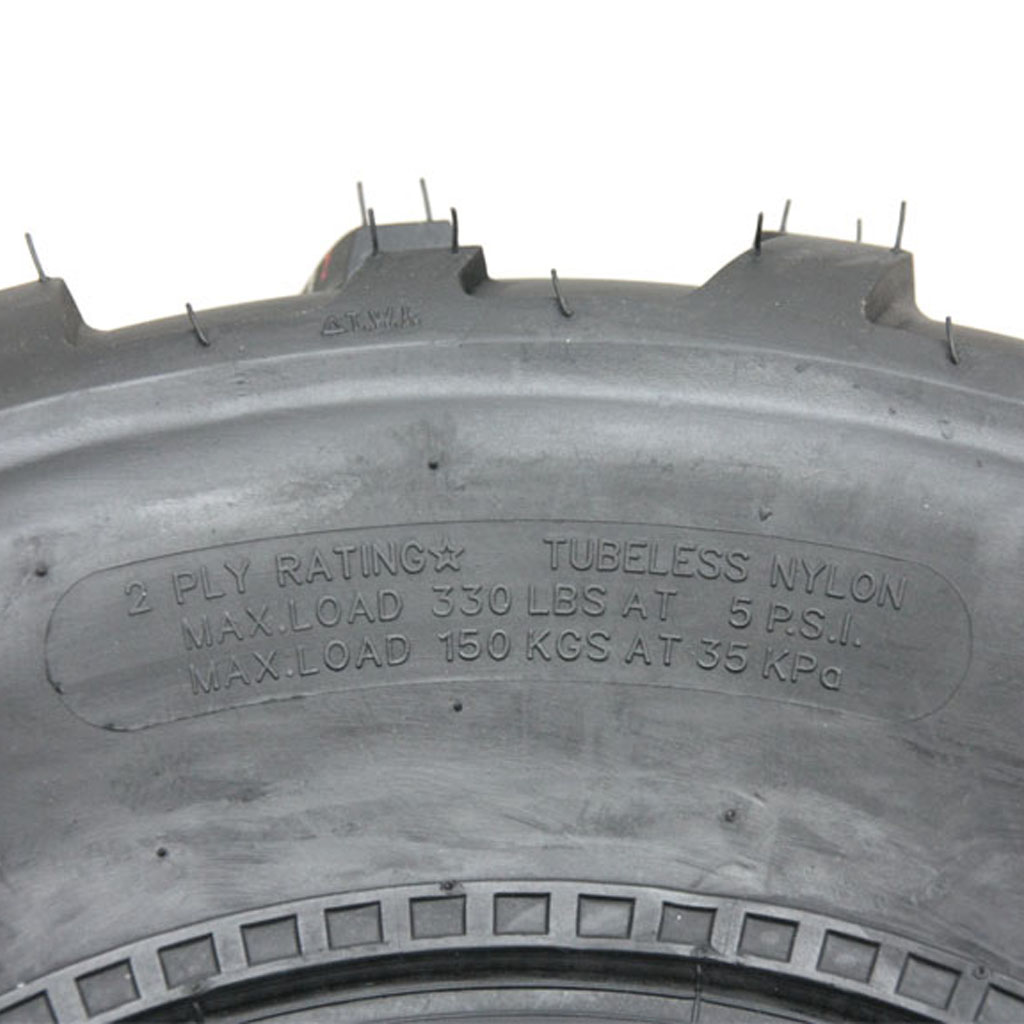 △T.W.I.
2 PLY RATING☆ TUBELESS NYLON
MAX.LOAD 330 LBS AT 5 P.S.I.
MAX.LOAD 150 KGS AT 35 KPa